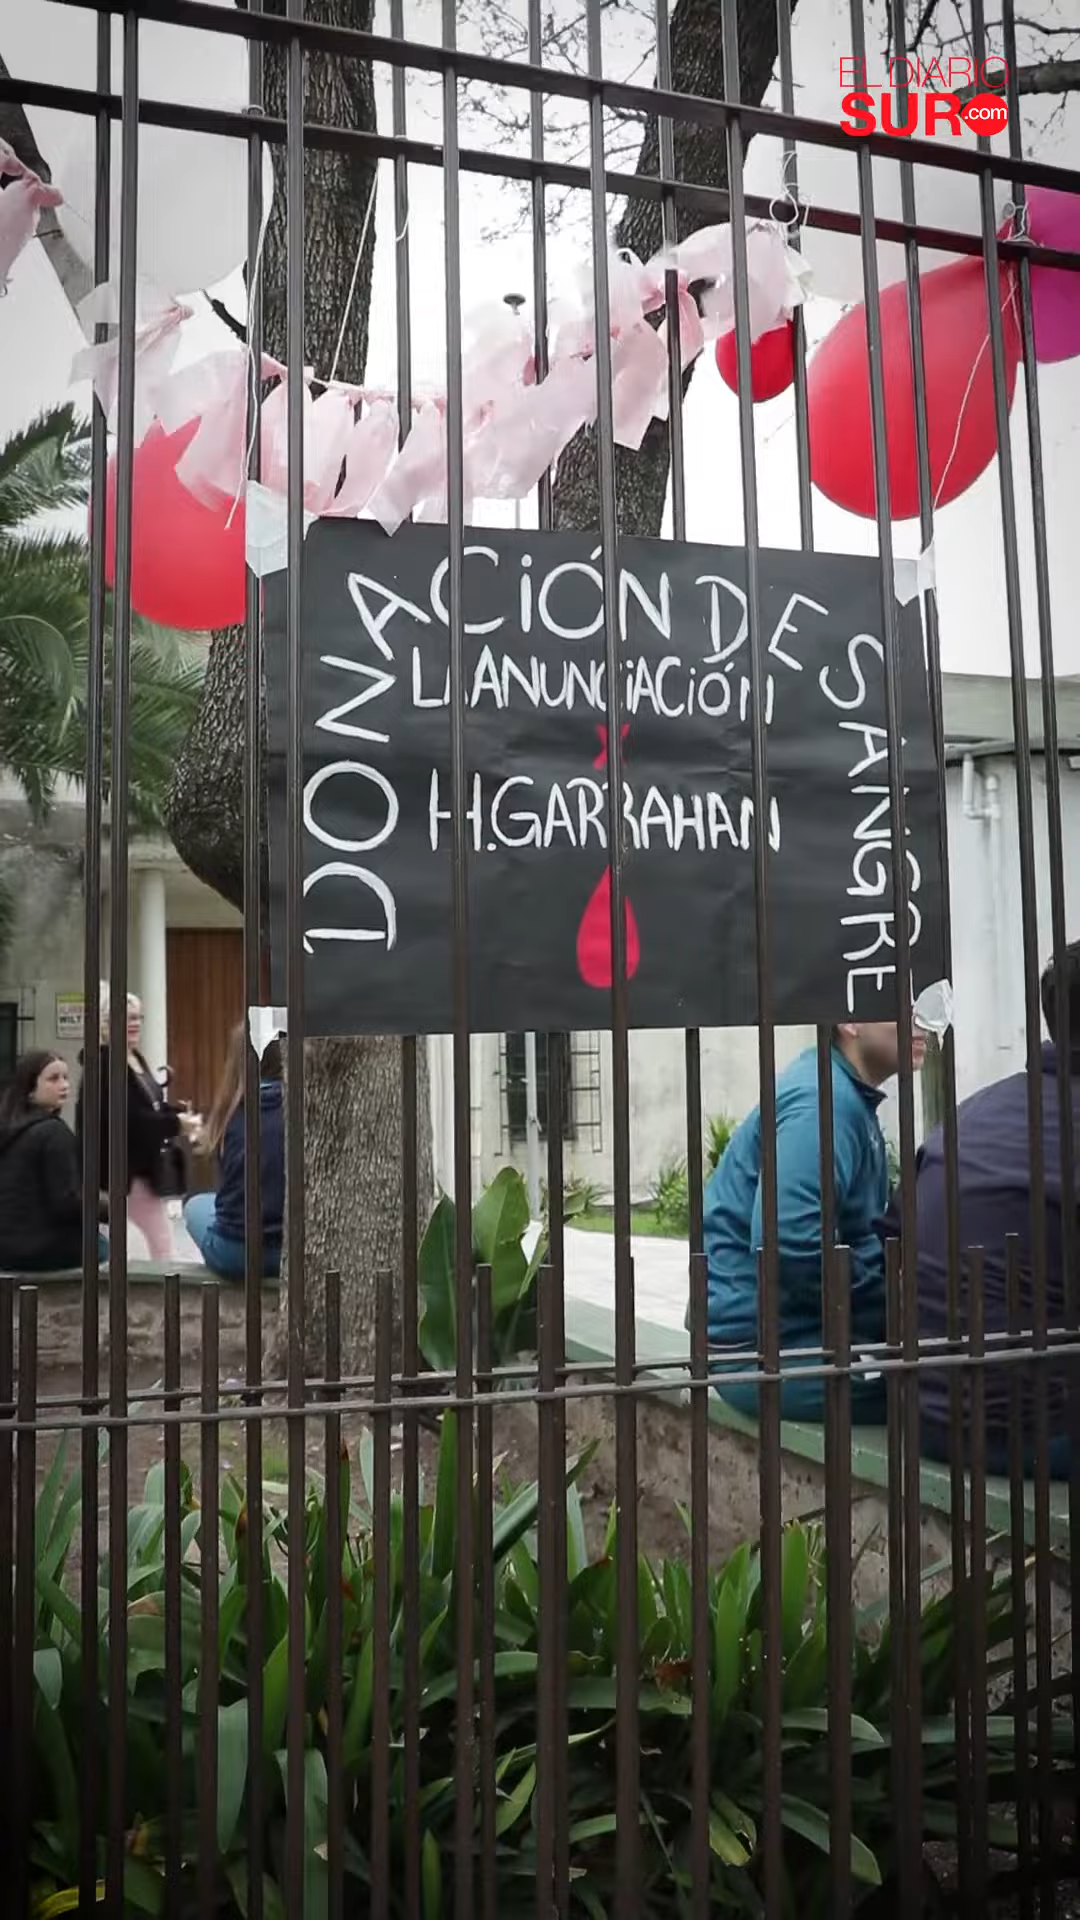 EL DIARIO
SUR.com
DONACIÓN DE SANGRE
LA ANUNCIACIÓN
X
H.GARRAHAN